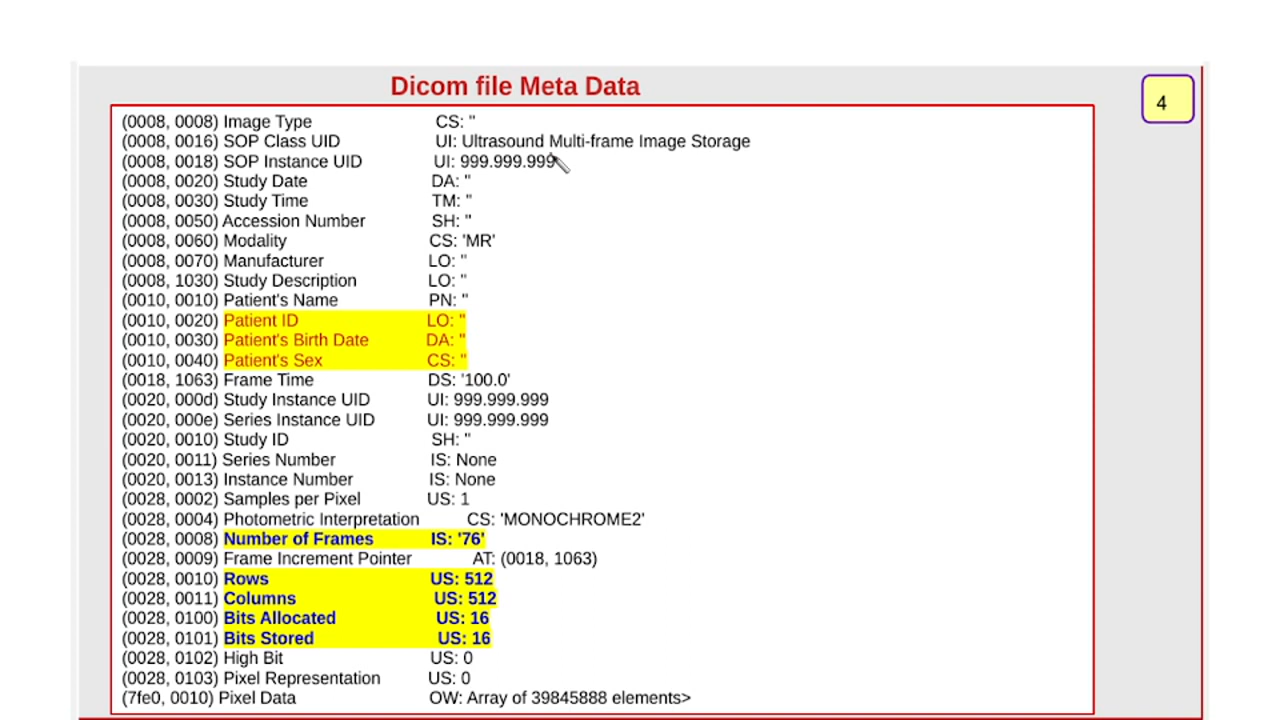 Dicom file Meta Data
4
(0008, 0008) Image Type CS: ''
(0008, 0016) SOP Class UID UI: Ultrasound Multi-frame Image Storage
(0008, 0018) SOP Instance UID UI: 999.999.999
(0008, 0020) Study Date DA: ''
(0008, 0030) Study Time TM: ''
(0008, 0050) Accession Number SH: ''
(0008, 0060) Modality CS: 'MR'
(0008, 0070) Manufacturer LO: ''
(0008, 1030) Study Description LO: ''
(0010, 0010) Patient's Name PN: ''
(0010, 0020) Patient ID LO: ''
(0010, 0030) Patient's Birth Date DA: ''
(0010, 0040) Patient's Sex CS: ''
(0018, 1063) Frame Time DS: '100.0'
(0020, 000d) Study Instance UID UI: 999.999.999
(0020, 000e) Series Instance UID UI: 999.999.999
(0020, 0010) Study ID SH: ''
(0020, 0011) Series Number IS: None
(0020, 0013) Instance Number IS: None
(0028, 0002) Samples per Pixel US: 1
(0028, 0004) Photometric Interpretation CS: 'MONOCHROME2'
(0028, 0008) Number of Frames IS: '76'
(0028, 0009) Frame Increment Pointer AT: (0018, 1063)
(0028, 0010) Rows US: 512
(0028, 0011) Columns US: 512
(0028, 0100) Bits Allocated US: 16
(0028, 0101) Bits Stored US: 16
(0028, 0102) High Bit US: 0
(0028, 0103) Pixel Representation US: 0
(7fe0, 0010) Pixel Data OW: Array of 39845888 elements>